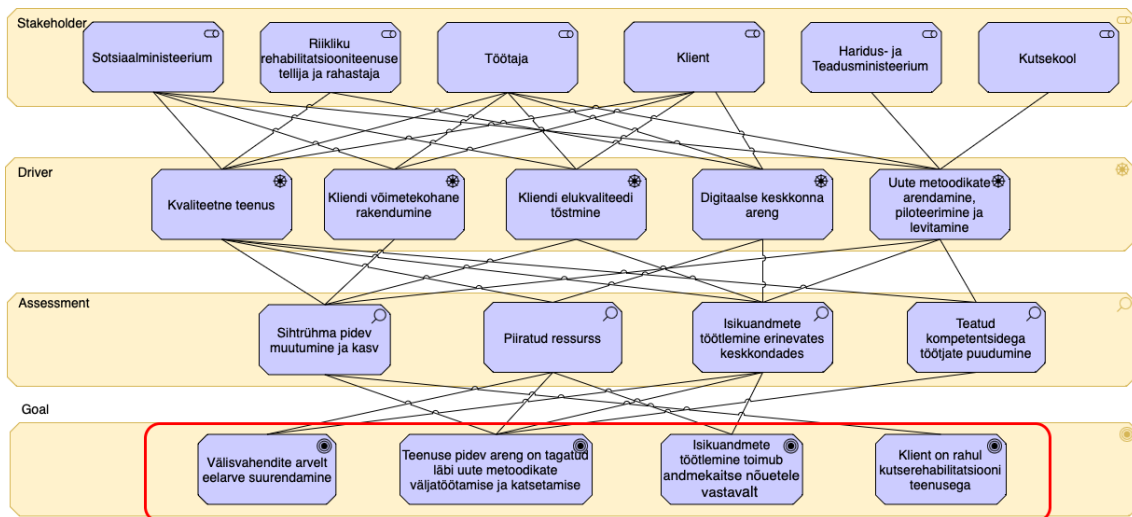 Stakeholder
Sotsiaalministeerium
Riikliku
rehabilitatsiooniteenuse
tellija ja rahastaja
Töötaja
Klient
Haridus- ja
Teadusministeerium
Kutsekool
Driver
Kvaliteetne teenus
Kliendi võimetekohane
rakendumine
Kliendi elukvaliteedi
tõstmine
Digitaalse keskkonna
areng
Uute metoodikate
arendamine,
piloteerimine ja
levitamine
Assessment
Sihtrühma pidev
muutumine ja kasv
Piiratud ressurss
Isikuandmete
töötlemine erinevates
keskkondades
Teatud
kompetentsidega
töötjate puudumine
Goal
Välisvahendite arvelt
eelarve suurendamine
Teenuse pidev areng on tagatud
läbi uute metoodikate
väljatöötamise ja katsetamise
Isikuandmete
töötlemine toimub
andmekaitse nõuetele
vastavalt
Klient on rahul
kutserehabilitatsiooni
teenusega